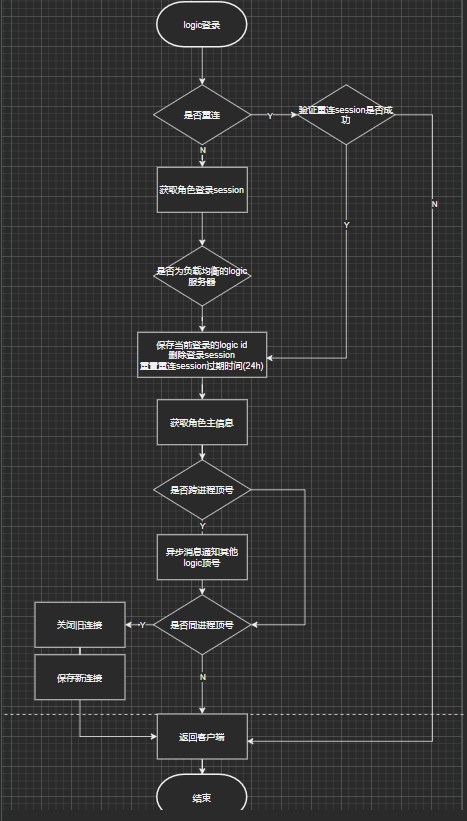 logic登录
是否重连
Y
验证重连session是否成
功
N
获取角色登录session
N
Y
是否为负载均衡的logic
服务器
保存当前登录的logic id
删除登录session
重置重连session过期时间(24h)
获取角色主信息
是否跨进程顶号
Y
异步消息通知其他
logic顶号
关闭旧连接
Y
是否同进程顶号
保存新连接
N
返回客户端
结束